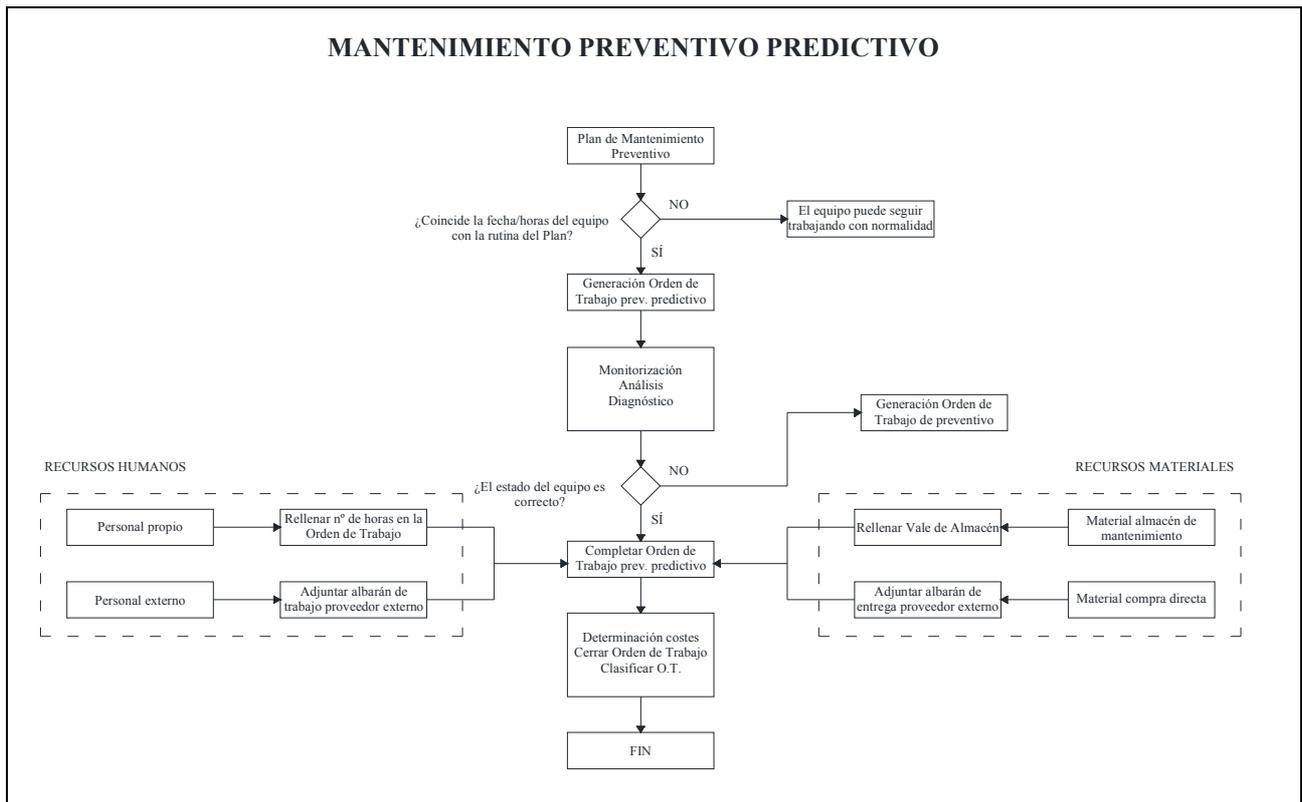 MANTENIMIENTO PREVENTIVO PREDICTIVO
Plan de Mantenimiento
Preventivo
¿Coincide la fecha/horas del equipo
con la rutina del Plan?
NO
El equipo puede seguir
trabajando con normalidad
SÍ
Generación Orden de
Trabajo prev. predictivo
Monitorización
Análisis
Diagnóstico
Generación Orden de
Trabajo de preventivo
¿El estado del equipo es
correcto?
NO
SÍ
RECURSOS HUMANOS
Personal propio
Rellenar nº de horas en la
Orden de Trabajo
Personal externo
Adjuntar albarán de
trabajo proveedor externo
Completar Orden de
Trabajo prev. predictivo
RECURSOS MATERIALES
Rellenar Vale de Almacén
Material almacén de
mantenimiento
Adjuntar albarán de
entrega proveedor externo
Material compra directa
Determinación costes
Cerrar Orden de Trabajo
Clasificar O.T.
FIN